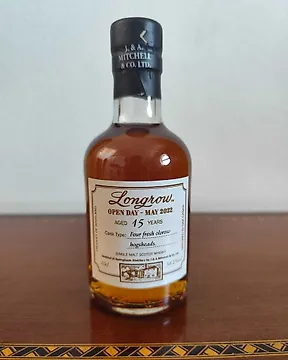 J. & A.
MITCHELL
& CO. LTD.
Longrow
OPEN DAY - MAY 2022
AGED 15 YEARS
Cask Type: Four fresh oloroso
hogsheads
SINGLE MALT SCOTCH WHISKY